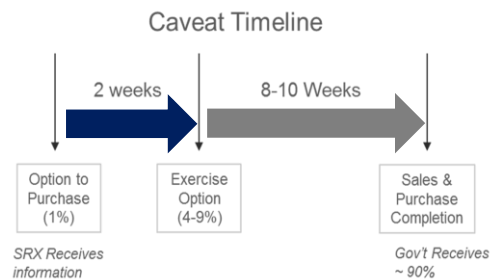 Caveat Timeline
2 weeks
8-10 Weeks
Option to
Purchase
(1%)
Exercise
Option
(4-9%)
Sales &
Purchase
Completion
SRX Receives
information
Gov't Receives
~ 90%